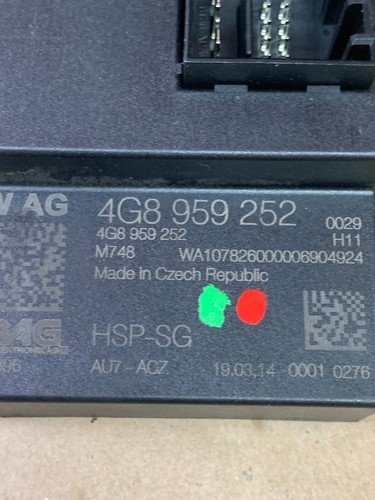 W AG
4G8 959 252
0029
4G8 959 252
H11
M748
WA107826000006904924
Made in Czech Republic
HSP-SG
AU7 - ACZ
19.03.14
0001 0276